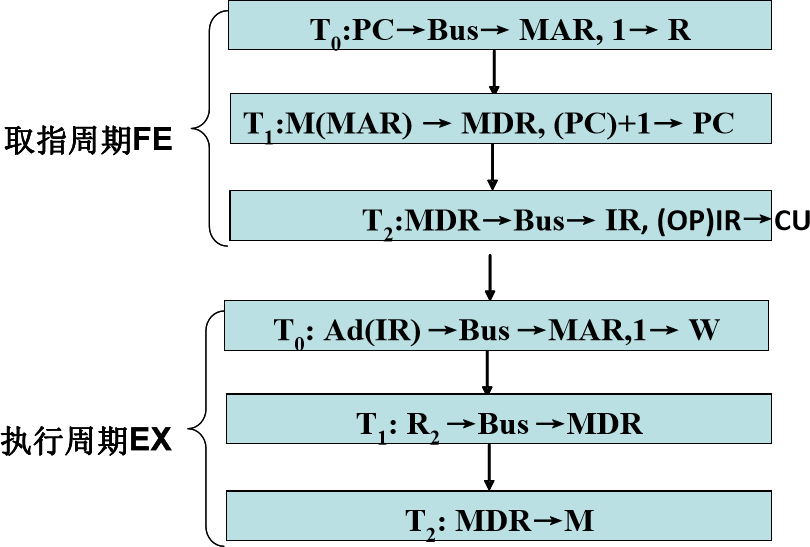 T₀:PC→Bus→ MAR, 1→ R
取指周期FE
T₁:M(MAR) → MDR, (PC)+1→ PC
T₂:MDR→Bus→ IR, (OP)IR→CU
T₀: Ad(IR) →Bus →MAR,1→ W
执行周期EX
T₁: R₂ →Bus →MDR
T₂: MDR→M